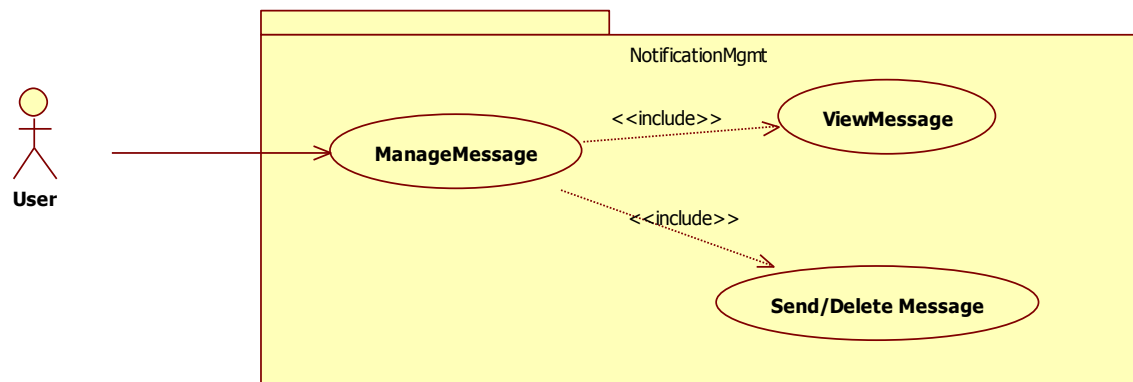 NotificationMgmt
<<include>>
ViewMessage
ManageMessage
User
<<include>>
Send/Delete Message